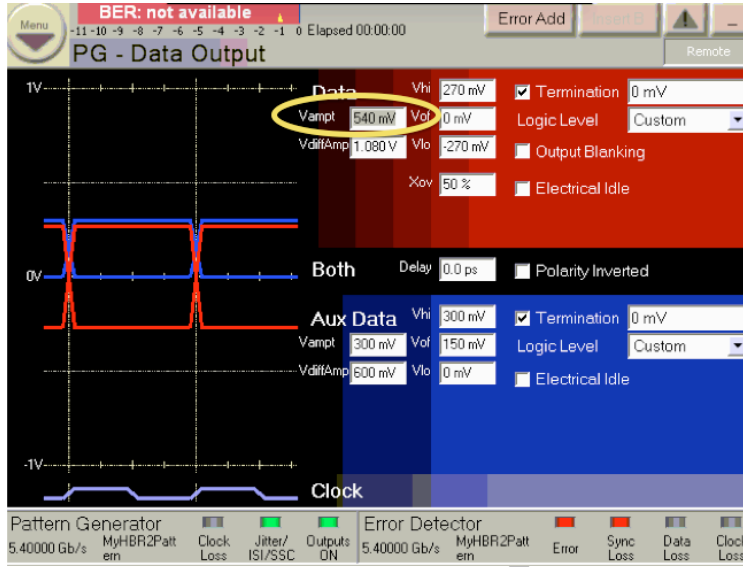 BER: not available
Menu
-11 -10 -9 -8 -7 -6 -5 -4 -3 -2 -1 0 Elapsed 00:00:00
Error Add
Insert B
PG - Data Output
Remote
1V
0V
-1V
Data
Vhi 270 mV
Termination 0 mV
Vampt 540 mV Vof 0 mV
Logic Level Custom
VdiffAmp 1.080 V Vlo -270 mV
Output Blanking
Xov 50 %
Electrical Idle
Both Delay 0.0 ps
Polarity Inverted
Aux Data Vhi 300 mV
Termination 0 mV
Vampt 300 mV Vof 150 mV
Logic Level Custom
VdiffAmp 600 mV Vlo 0 mV
Electrical Idle
Clock
Pattern Generator
5.40000 Gb/s MyHBR2Patt
ern
Clock
Loss
Jitter/
ISI/SSC
Outputs
ON
Error Detector
5.40000 Gb/s MyHBR2Patt
ern
Error
Sync
Loss
Data
Loss
Clock
Loss